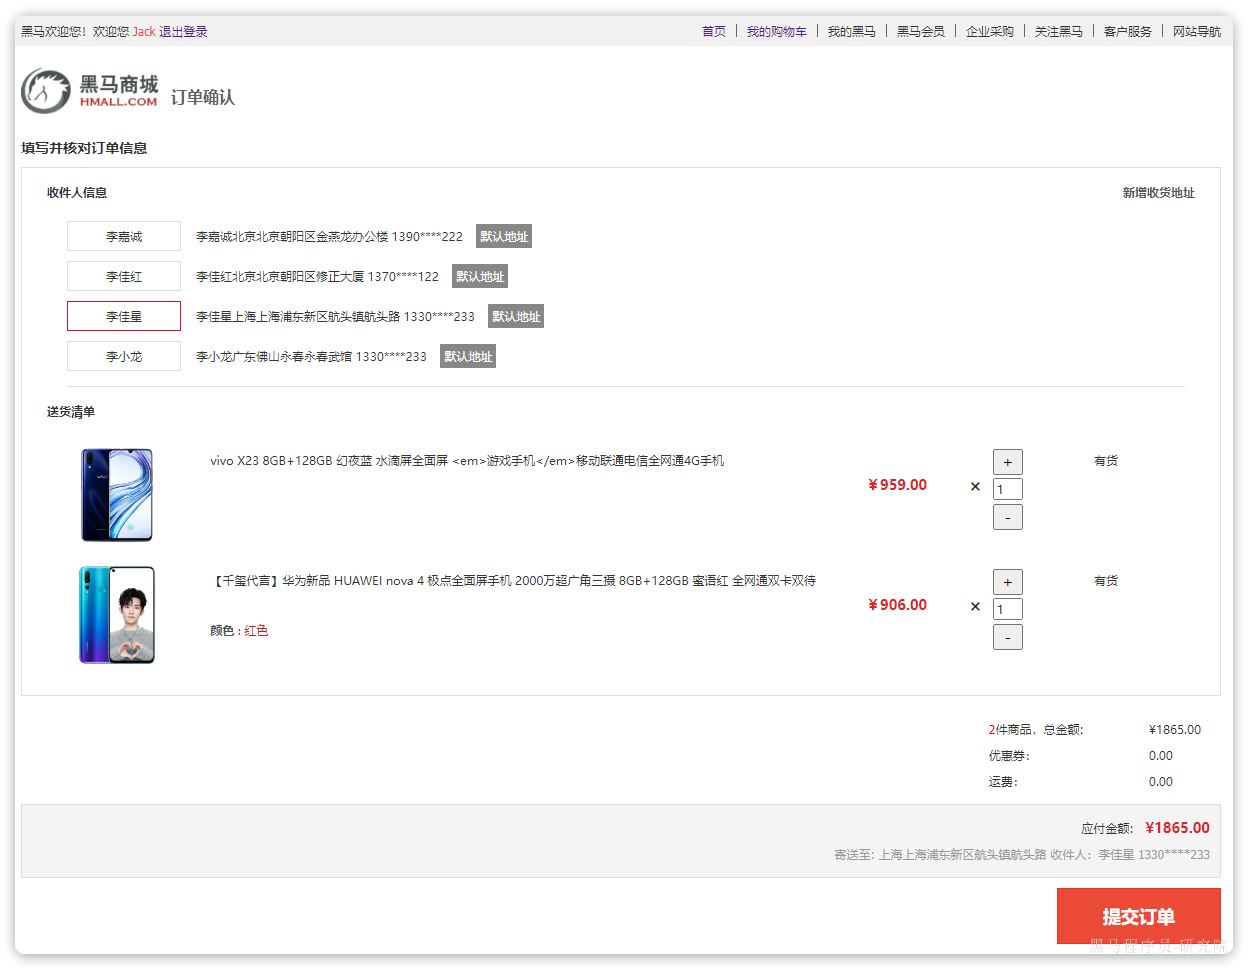 黑马欢迎您！欢迎您 Jack 退出登录
首页 | 我的购物车 | 我的黑马 | 黑马会员 | 企业采购 | 关注黑马 | 客户服务 | 网站导航
黑马商城
HMALL.COM
订单确认
填写并核对订单信息
收件人信息 新增收货地址
李嘉诚 李嘉诚北京北京朝阳区金燕龙办公楼 1390****222 默认地址
李佳红 李佳红北京北京朝阳区修正大厦 1370****122 默认地址
李佳星 李佳星上海上海浦东新区航头镇航头路 1330****233 默认地址
李小龙 李小龙广东佛山永春永春武馆 1330****233 默认地址
送货清单
vivo X23 8GB+128GB 幻夜蓝 水滴屏全面屏 <em>游戏手机</em>移动联通电信全网通4G手机
¥959.00 × + 1 - 有货
【千玺代言】华为新品 HUAWEI nova 4 极点全面屏手机 2000万超广角三摄 8GB+128GB 蜜语红 全网通双卡双待
颜色：红色
¥906.00 × + 1 - 有货
2件商品，总金额： ¥1865.00
优惠券： 0.00
运费： 0.00
应付金额: ¥1865.00
寄送至: 上海上海浦东新区航头镇航头路 收件人：李佳星 1330****233
提交订单
黑马程序员-研究院